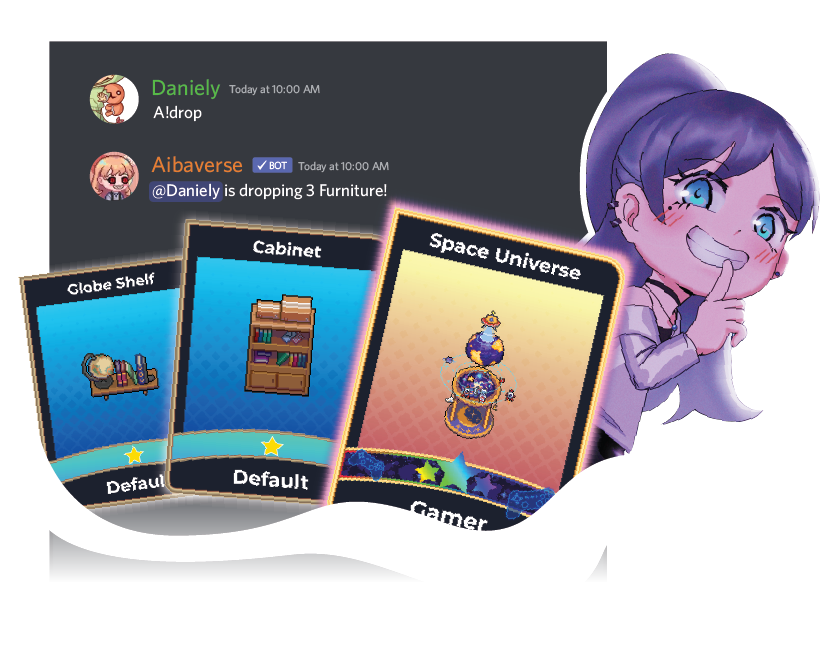 Daniely Today at 10:00 AM
A!drop
Aibaverse ✓ BOT Today at 10:00 AM
@Daniely is dropping 3 Furniture!
Globe Shelf
Cabinet
Space Universe
Default
Default
Gamer